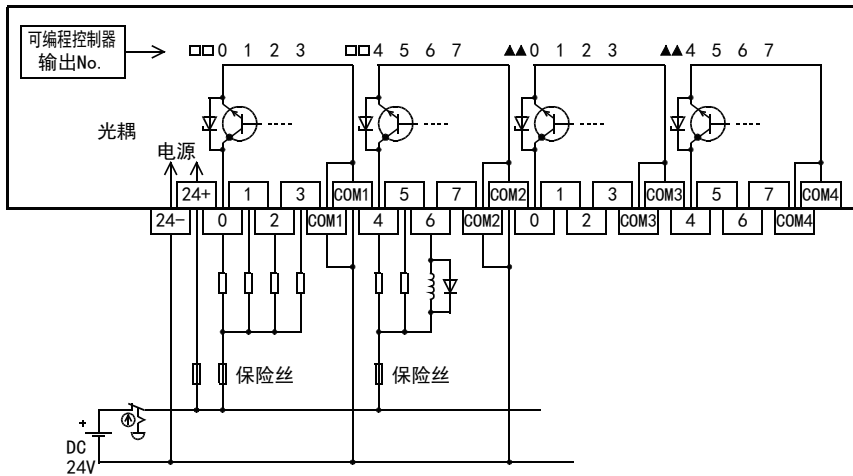 可编程控制器
输出No.
□□0 1 2 3 □□4 5 6 7 ▲▲0 1 2 3 ▲▲4 5 6 7
光耦
电源
24+ 1 3 COM1 5 7 COM2 1 3 COM3 5 7 COM4
24- 0 2 COM1 4 6 COM2 0 2 COM3 4 6 COM4
保险丝 保险丝
+
DC
24V